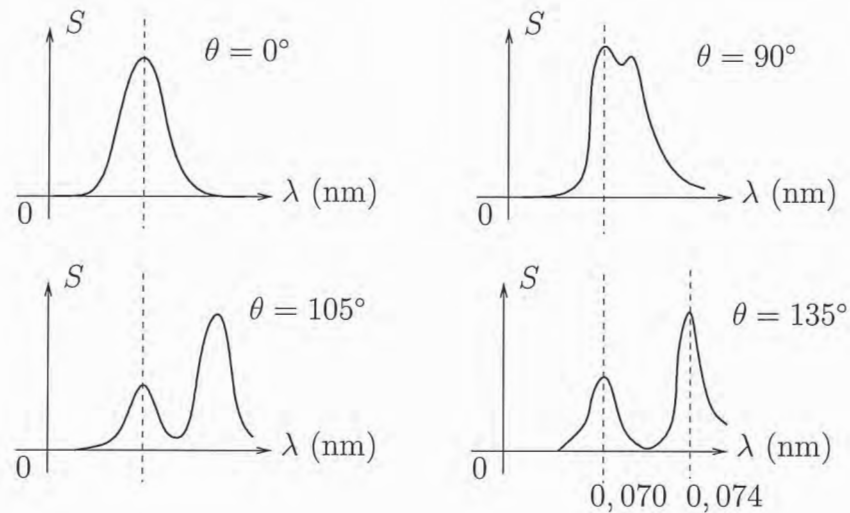 S
θ = 0°
0
λ (nm)
S
θ = 90°
0
λ (nm)
S
θ = 105°
0
λ (nm)
S
θ = 135°
0
λ (nm)
0,070 0,074